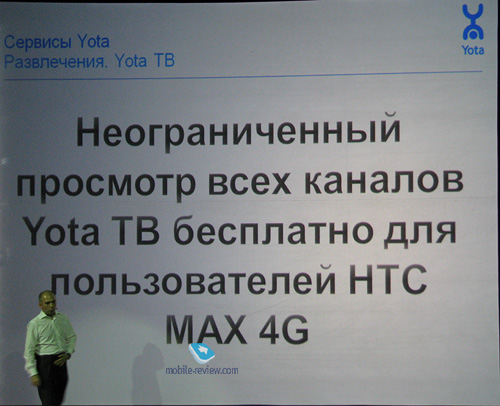 Сервисы Yota
Развлечения. Yota ТВ
Yota
Неограниченный
просмотр всех каналов
Yota ТВ бесплатно для
пользователей HTC
MAX 4G
mobile-review.com